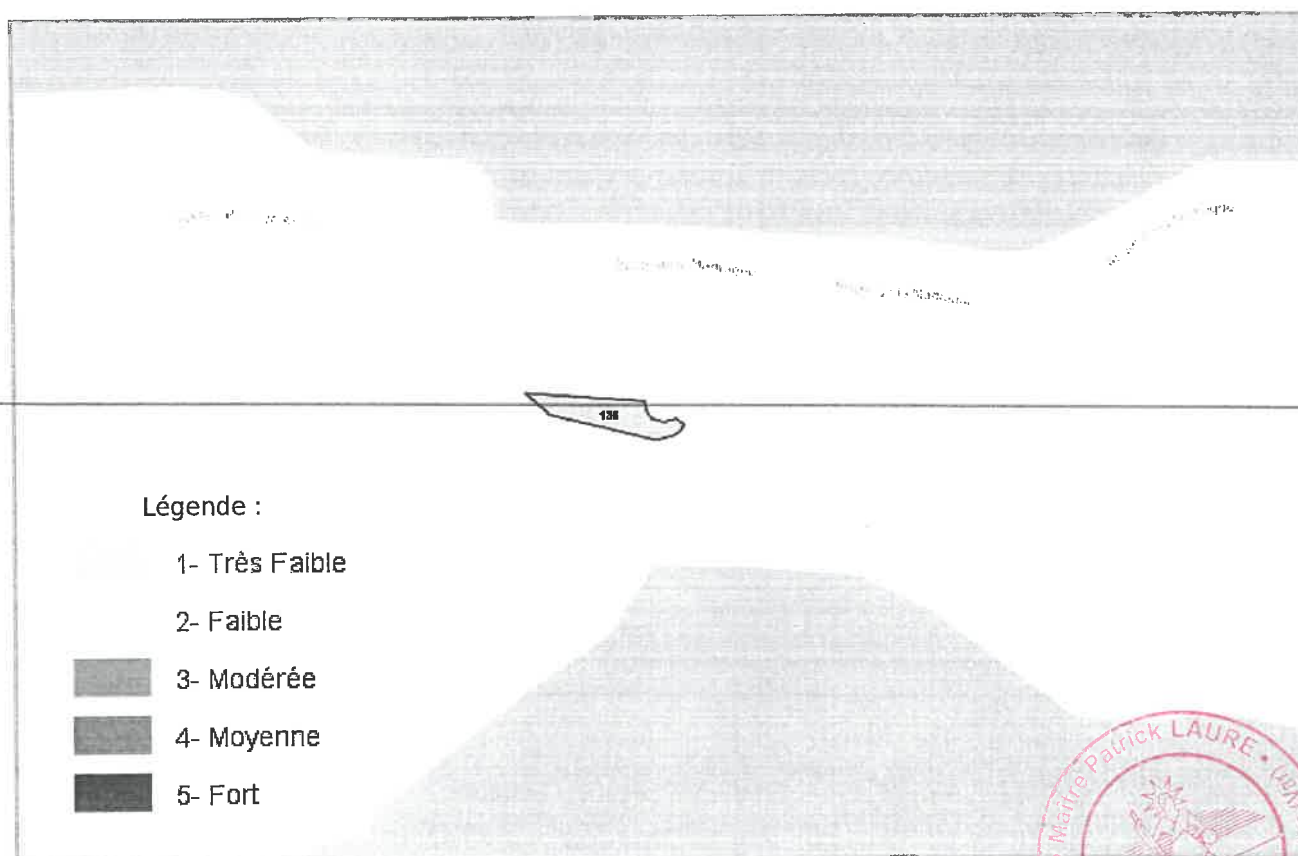 136
Légende :
1- Très Faible
2- Faible
3- Modérée
4- Moyenne
5- Fort
Maître Patrick LAURE